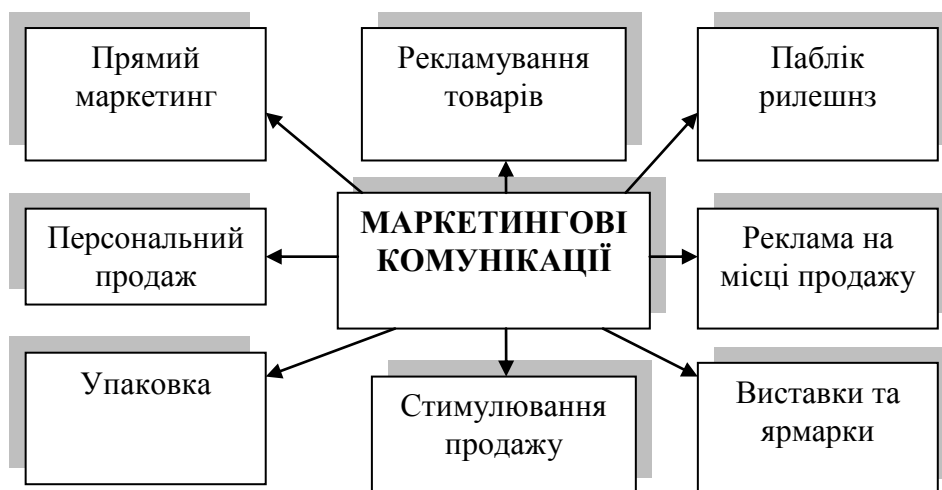 Прямий
маркетинг
Рекламування
товарів
Паблік
рилешнз
МАРКЕТИНГОВІ
КОМУНІКАЦІЇ
Персональний
продаж
Реклама на
місці продажу
Упаковка
Стимулювання
продажу
Виставки та
ярмарки